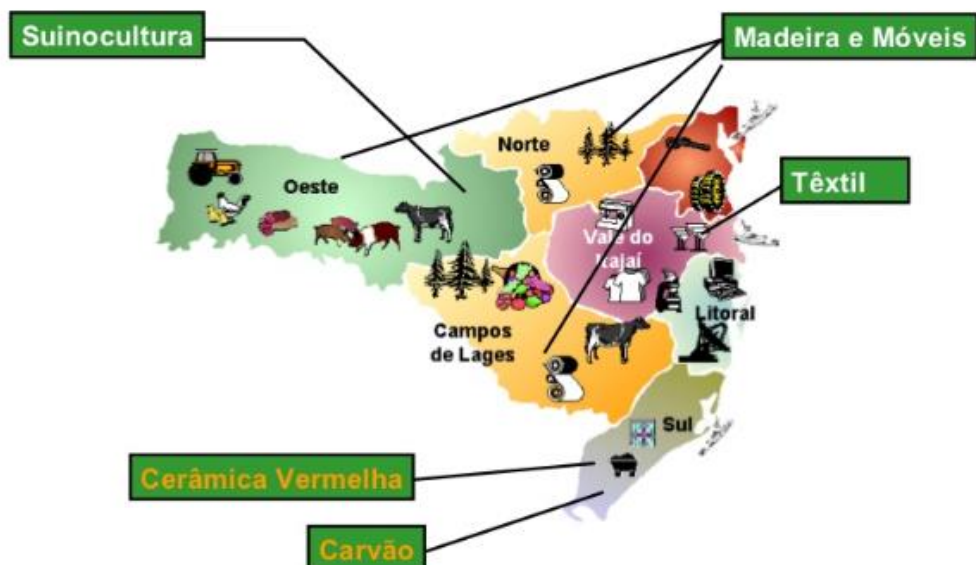 Suinocultura
Madeira e Móveis
Norte
Oeste
Têxtil
Vale do
Itajaí
Litoral
Campos
de Lages
Sul
Cerâmica Vermelha
Carvão